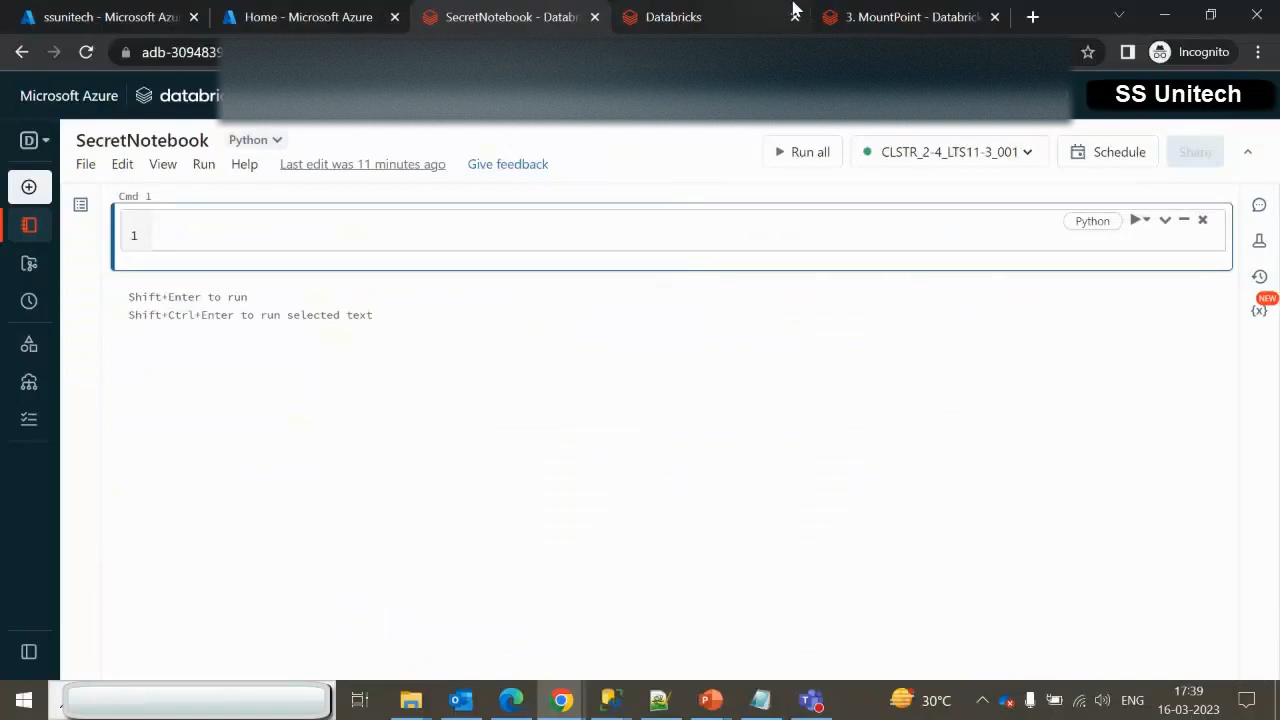 ssunitech - Microsoft Azu
Home - Microsoft Azure
SecretNotebook - Datab
Databricks
3. MountPoint - Databrick
adb-3094839
Incognito
Microsoft Azure
databri
SS Unitech
D
SecretNotebook
Python
File
Edit
View
Run
Help
Last edit was 11 minutes ago
Give feedback
Run all
CLSTR_2-4_LTS11-3_001
Schedule
Share
Cmd 1
1
Python
Shift+Enter to run
Shift+Ctrl+Enter to run selected text
NEW
{x}
30°C
ENG
17:39
16-03-2023